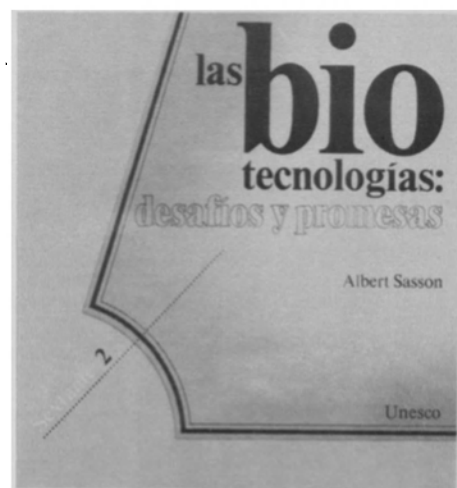 las bio
tecnologías:
desafíos y promesas
Albert Sasson
2
Unesco